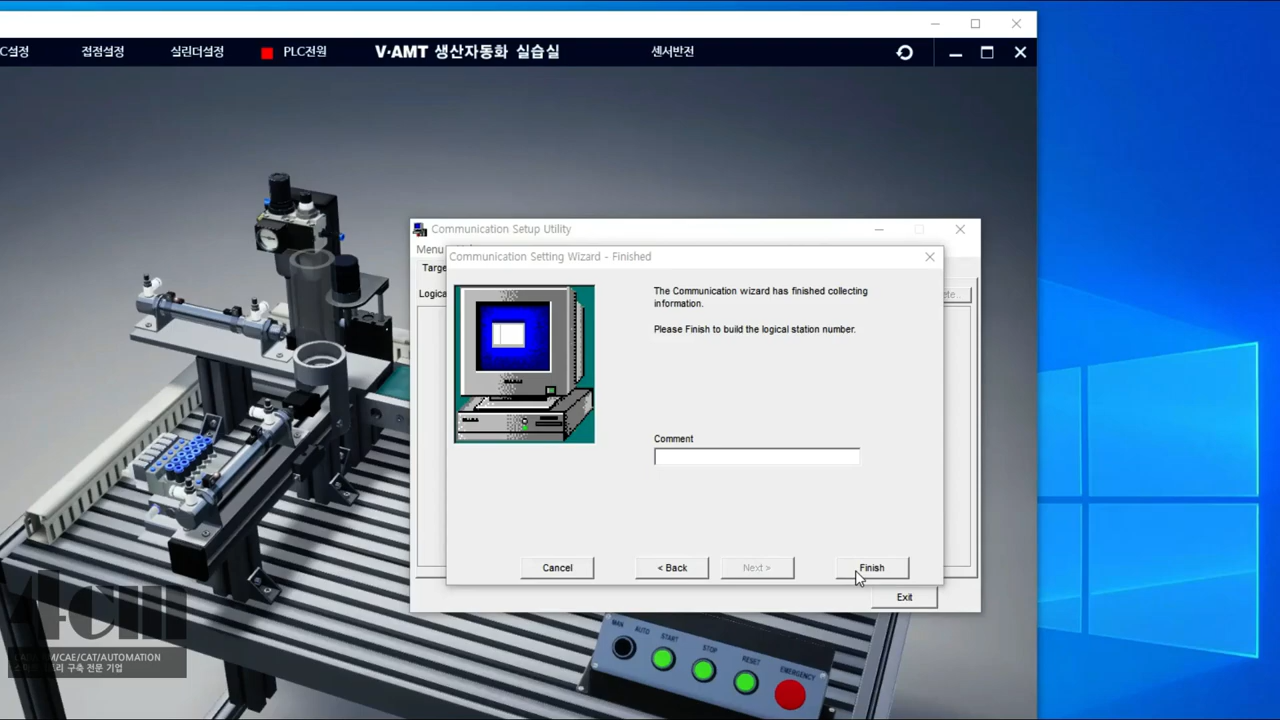 C설정 접점설정 실린더설정 PLC전원 V·AMT 생산자동화 실습실 센서반전
Communication Setup Utility
Menu
Communication Setting Wizard - Finished
Targe
Logica
The Communication wizard has finished collecting
information.
Please Finish to build the logical station number.
Comment
Cancel < Back Next > Finish
Exit
MAN AUTO START STOP RESET EMERGENCY
4cm
/CAE/CAT/AUTOMATION
구축 전문 기업